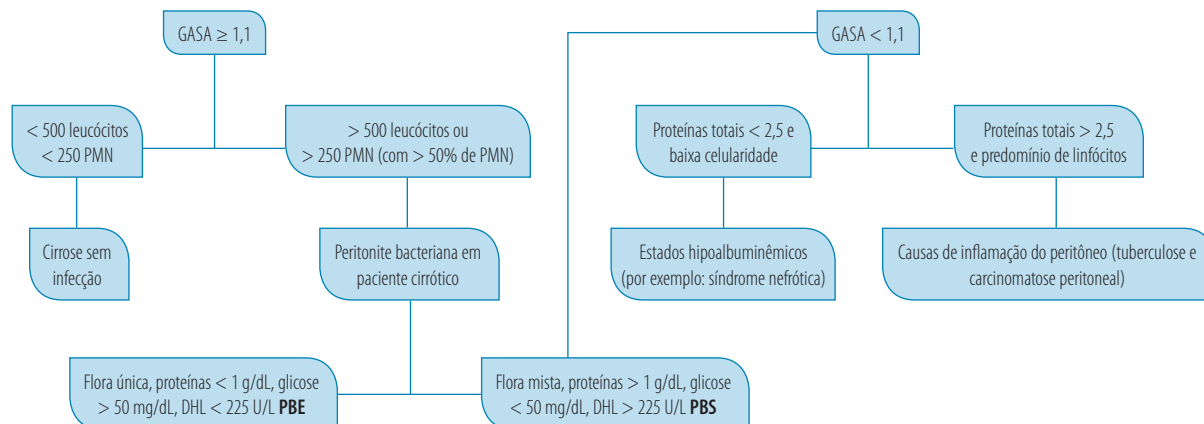 GASA ≥ 1,1
GASA < 1,1
< 500 leucócitos
< 250 PMN
> 500 leucócitos ou
> 250 PMN (com > 50% de PMN)
Proteínas totais < 2,5 e
baixa celularidade
Proteínas totais > 2,5
e predomínio de linfócitos
Cirrose sem
infecção
Peritonite bacteriana em
paciente cirrótico
Estados hipoalbuminêmicos
(por exemplo: síndrome nefrótica)
Causas de inflamação do peritôneo (tuberculose e
carcinomatose peritoneal)
Flora única, proteínas < 1 g/dL, glicose
> 50 mg/dL, DHL < 225 U/L PBE
Flora mista, proteínas > 1 g/dL, glicose
< 50 mg/dL, DHL > 225 U/L PBS